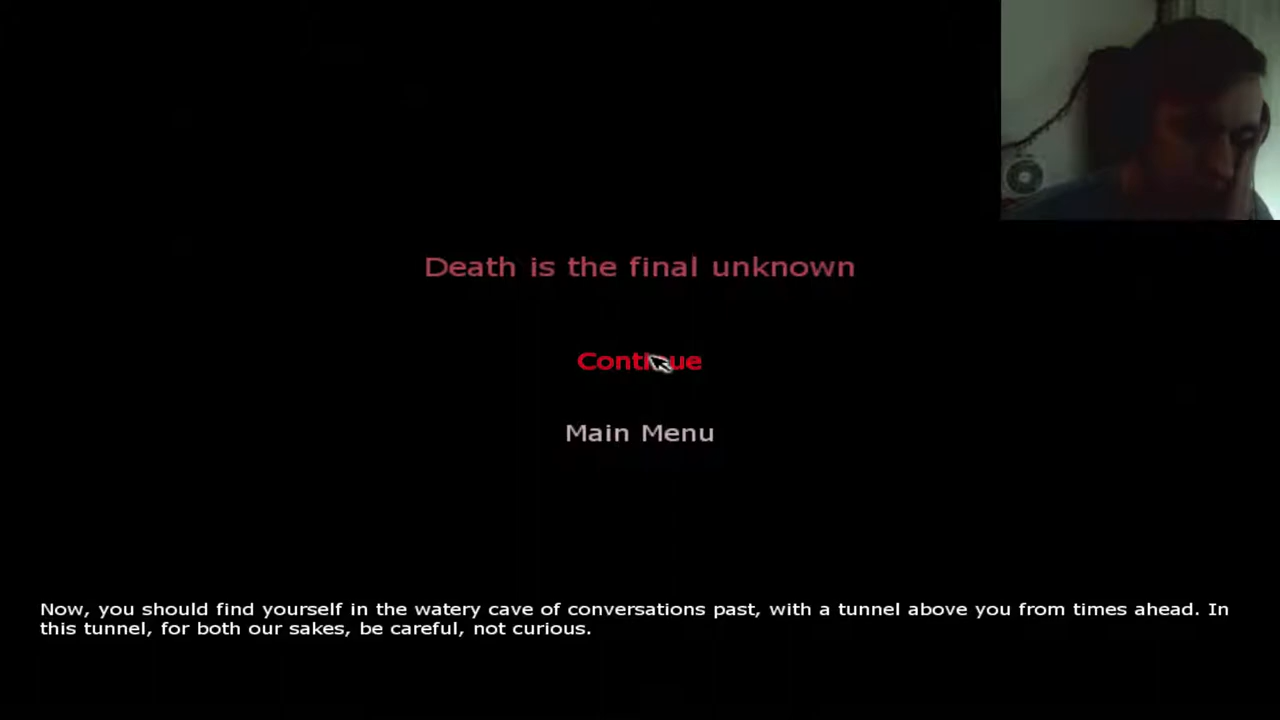 Death is the final unknown
Continue
Main Menu
Now, you should find yourself in the watery cave of conversations past, with a tunnel above you from times ahead. In
this tunnel, for both our sakes, be careful, not curious.